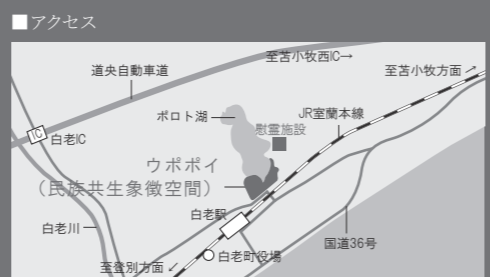 ■アクセス
至苫小牧西IC→
道央自動車道
至苫小牧方面↗
ポロト湖
JR室蘭本線
慰霊施設
IC
白老IC
ウポポイ
(民族共生象徴空間)
白老駅
白老川
国道36号
白老町役場
至登別方面↙